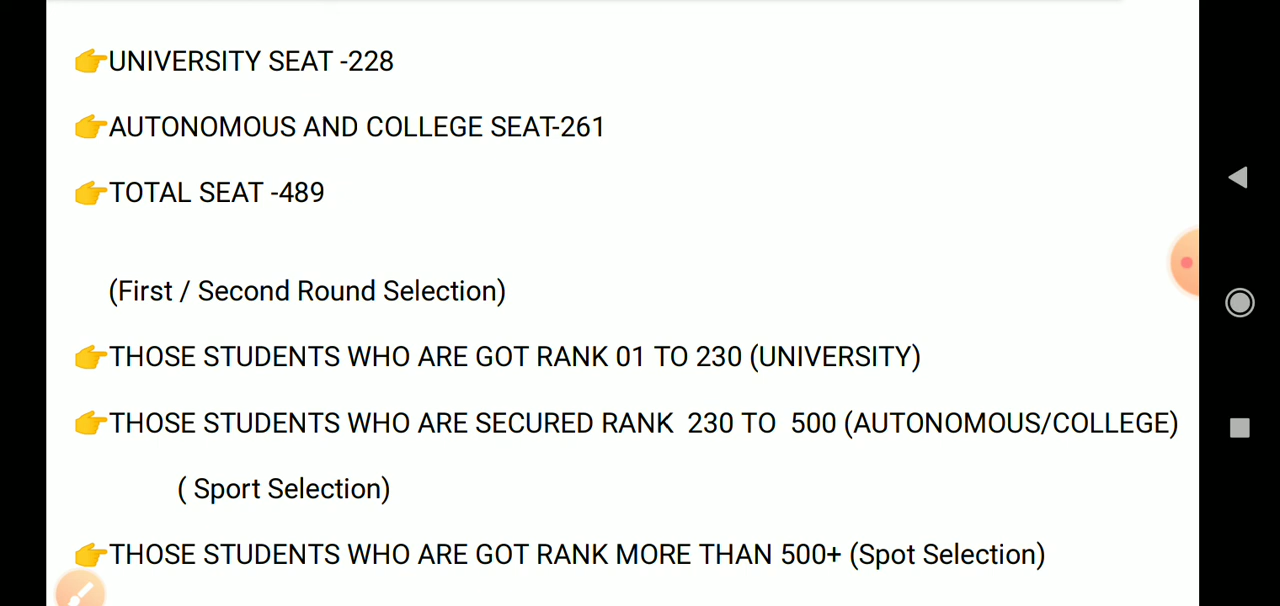 👉UNIVERSITY SEAT -228
👉AUTONOMOUS AND COLLEGE SEAT-261
👉TOTAL SEAT -489
(First / Second Round Selection)
👉THOSE STUDENTS WHO ARE GOT RANK 01 TO 230 (UNIVERSITY)
👉THOSE STUDENTS WHO ARE SECURED RANK  230 TO  500 (AUTONOMOUS/COLLEGE)
( Sport Selection)
👉THOSE STUDENTS WHO ARE GOT RANK MORE THAN 500+ (Spot Selection)